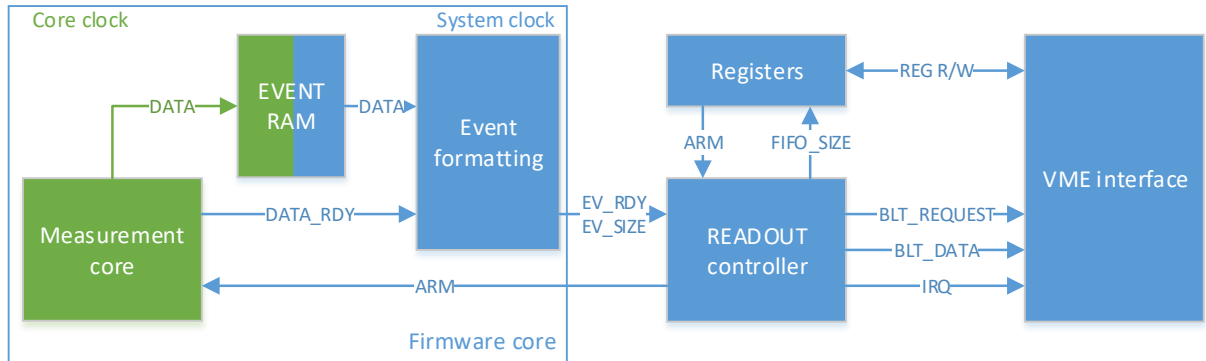 Core clock
System clock
DATA
EVENT
RAM
DATA
Event
formatting
Measurement
core
DATA_RDY
ARM
Firmware core
EV_RDY
EV_SIZE
Registers
REG R/W
ARM
FIFO_SIZE
READOUT
controller
BLT_REQUEST
BLT_DATA
IRQ
VME interface